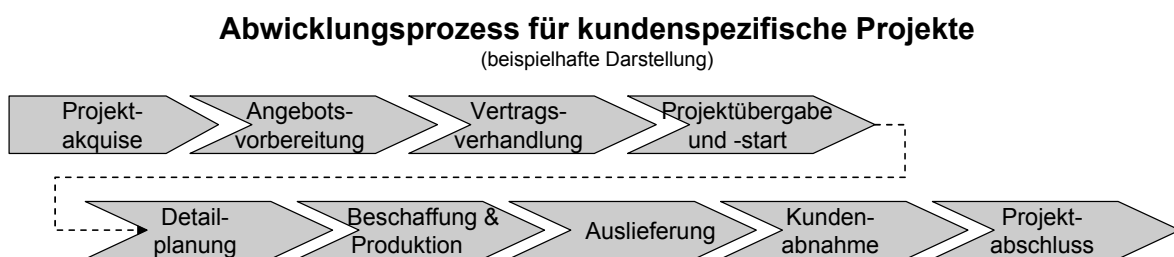 Abwicklungsprozess für kundenspezifische Projekte
(beispielhafte Darstellung)
Projekt-
akquise
Angebots-
vorbereitung
Vertrags-
verhandlung
Projektübergabe
und -start
Detail-
planung
Beschaffung &
Produktion
Auslieferung
Kunden-
abnahme
Projekt-
abschluss